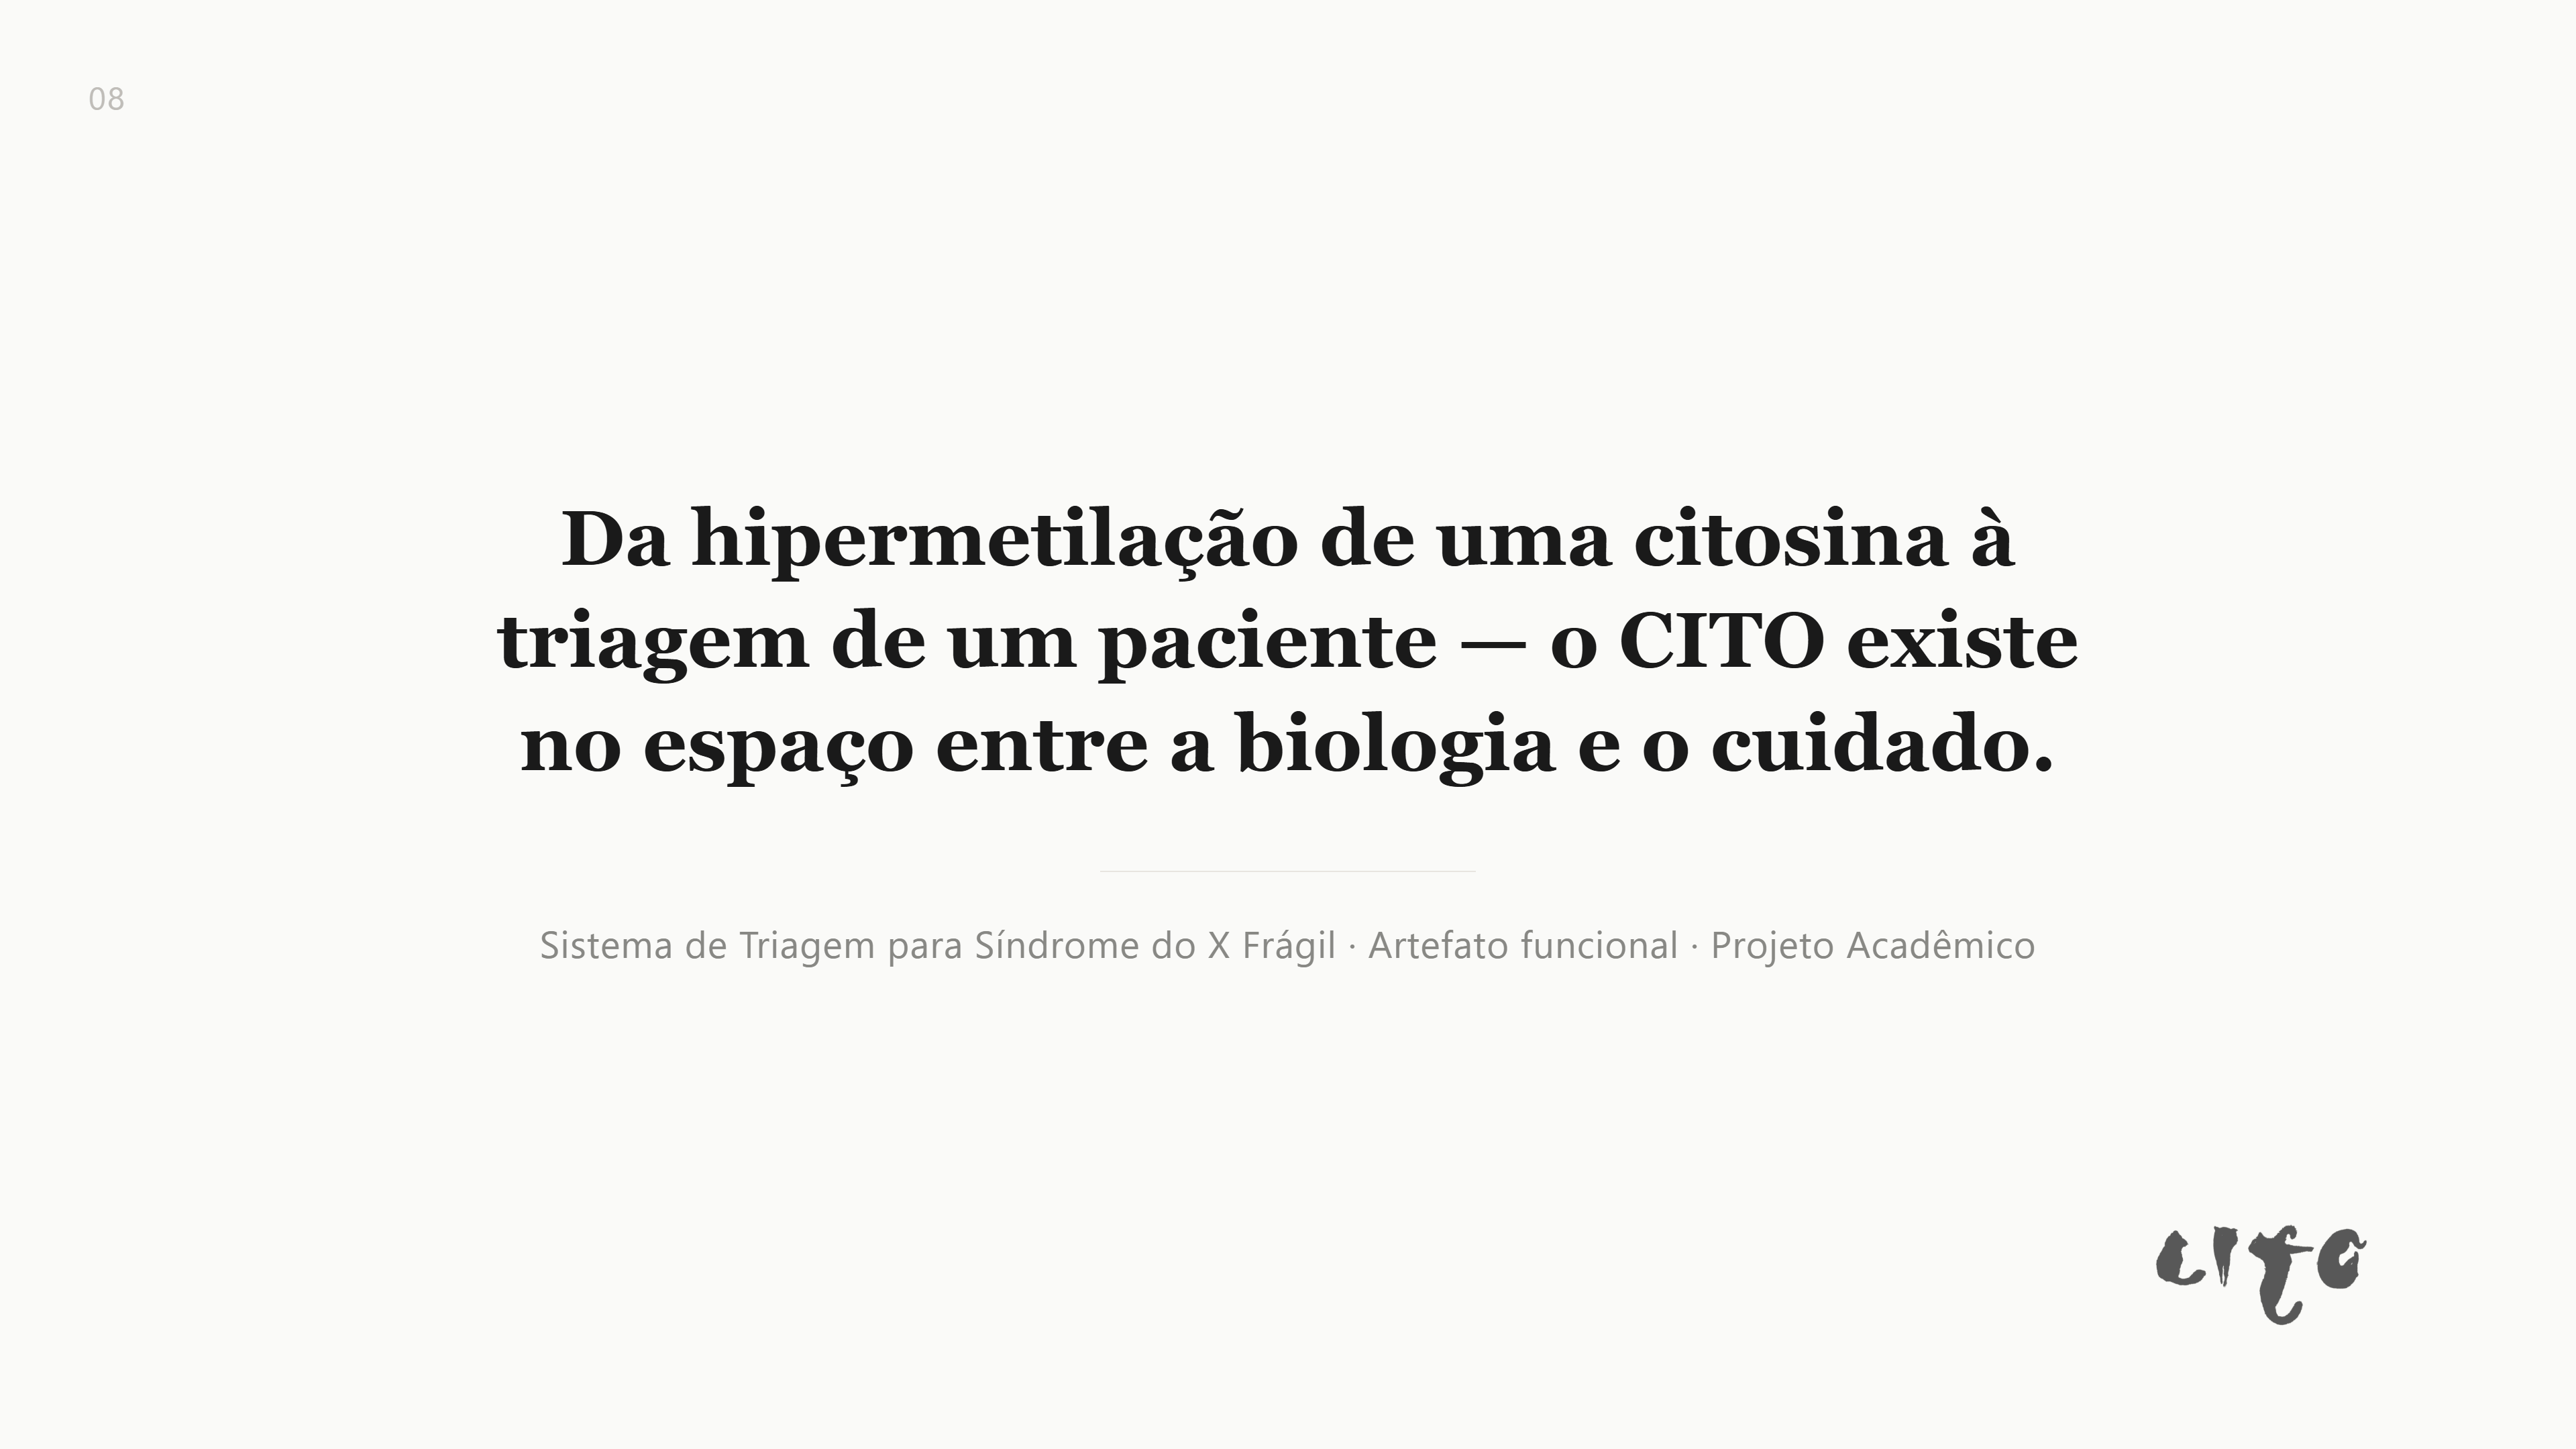 08
Da hipermetilação de uma citosina à
triagem de um paciente — o CITO existe
no espaço entre a biologia e o cuidado.
Sistema de Triagem para Síndrome do X Frágil · Artefato funcional · Projeto Acadêmico
cito